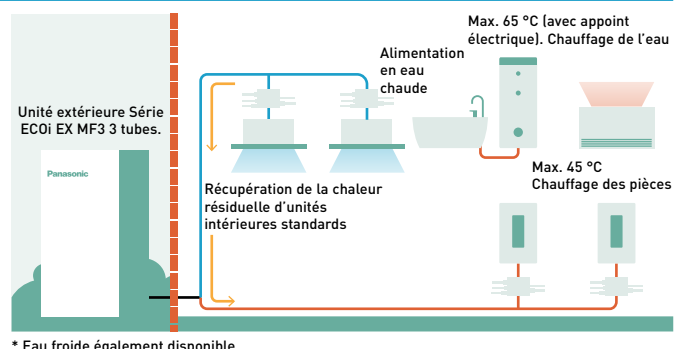 Max. 65 °C (avec appoint
électrique). Chauffage de l'eau
Alimentation
en eau
chaude
Unité extérieure Série
ECOi EX MF3 3 tubes.
Panasonic
Max. 45 °C
Chauffage des pièces
Récupération de la chaleur
résiduelle d'unités
intérieures standards
* Eau froide également disponible